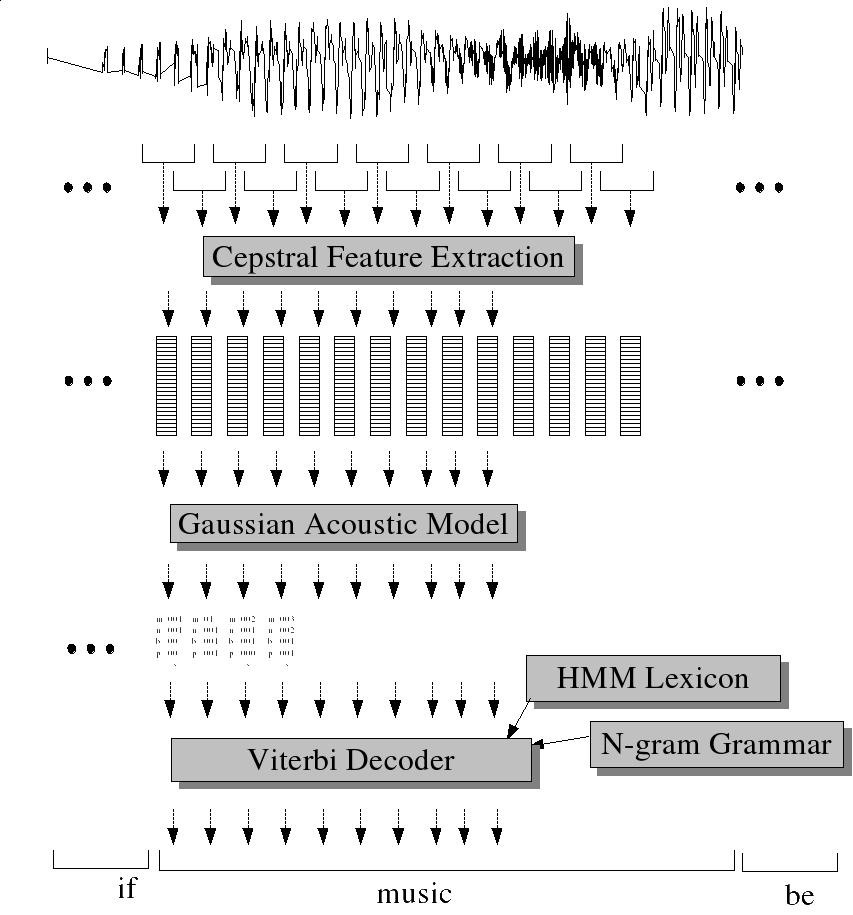 Cepstral Feature Extraction
Gaussian Acoustic Model
HMM Lexicon
N-gram Grammar
Viterbi Decoder
if
music
be